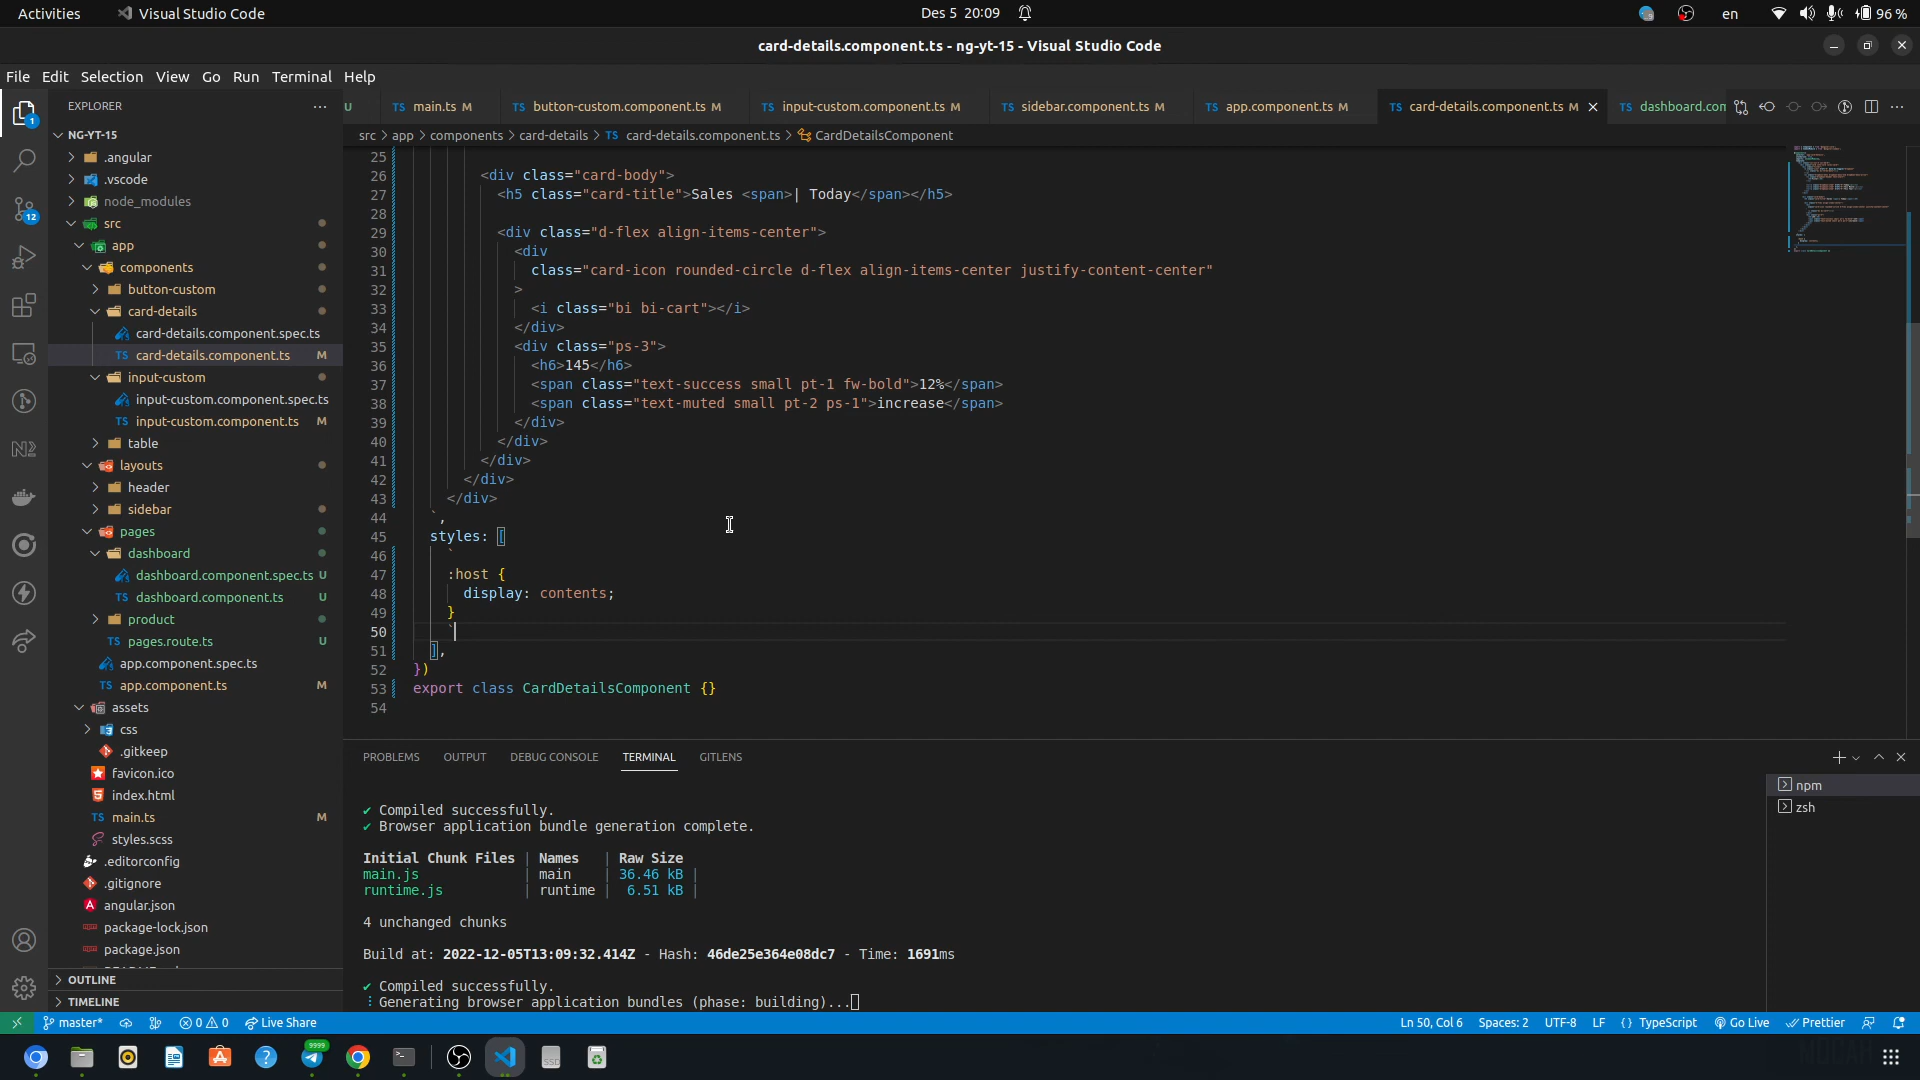 Activities
Visual Studio Code
Des 5 20:09
en
96 %
card-details.component.ts - ng-yt-15 - Visual Studio Code
File Edit Selection View Go Run Terminal Help
EXPLORER
U
TS main.ts M
TS button-custom.component.ts M
TS input-custom.component.ts M
TS sidebar.component.ts M
TS app.component.ts M
TS card-details.component.ts M
TS dashboard.com
src > app > components > card-details > TS card-details.component.ts > CardDetailsComponent
NG-YT-15
.angular
.vscode
node_modules
src
app
components
button-custom
card-details
card-details.component.spec.ts
TS card-details.component.ts M
input-custom
input-custom.component.spec.ts
TS input-custom.component.ts M
table
layouts
header
sidebar
pages
dashboard
dashboard.component.spec.ts U
TS dashboard.component.ts U
product
TS pages.route.ts U
app.component.spec.ts
TS app.component.ts M
assets
css
.gitkeep
favicon.ico
index.html
TS main.ts M
styles.scss
.editorconfig
.gitignore
angular.json
package-lock.json
package.json
OUTLINE
TIMELINE
1
12
25
26 <div class="card-body">
27 <h5 class="card-title">Sales <span>| Today</span></h5>
28
29 <div class="d-flex align-items-center">
30 <div
31 class="card-icon rounded-circle d-flex align-items-center justify-content-center"
32 >
33 <i class="bi bi-cart"></i>
34 </div>
35 <div class="ps-3">
36 <h6>145</h6>
37 <span class="text-success small pt-1 fw-bold">12%</span>
38 <span class="text-muted small pt-2 ps-1">increase</span>
39 </div>
40 </div>
41 </div>
42 </div>
43 </div>
44 `,
45 styles: [
46 `
47 :host {
48 display: contents;
49 }
50 `
51 ],
52 })
53 export class CardDetailsComponent {}
54
PROBLEMS OUTPUT DEBUG CONSOLE TERMINAL GITLENS
npm
zsh
✔ Compiled successfully.
✔ Browser application bundle generation complete.
Initial Chunk Files | Names | Raw Size
main.js | main | 36.46 kB |
runtime.js | runtime | 6.51 kB |
4 unchanged chunks
Build at: 2022-12-05T13:09:32.414Z - Hash: 46de25e364e08dc7 - Time: 1691ms
✔ Compiled successfully.
⠸ Generating browser application bundles (phase: building)...
master* 0 0 Live Share
Ln 50, Col 6 Spaces: 2 UTF-8 LF {} TypeScript Go Live Prettier
9999
SSD